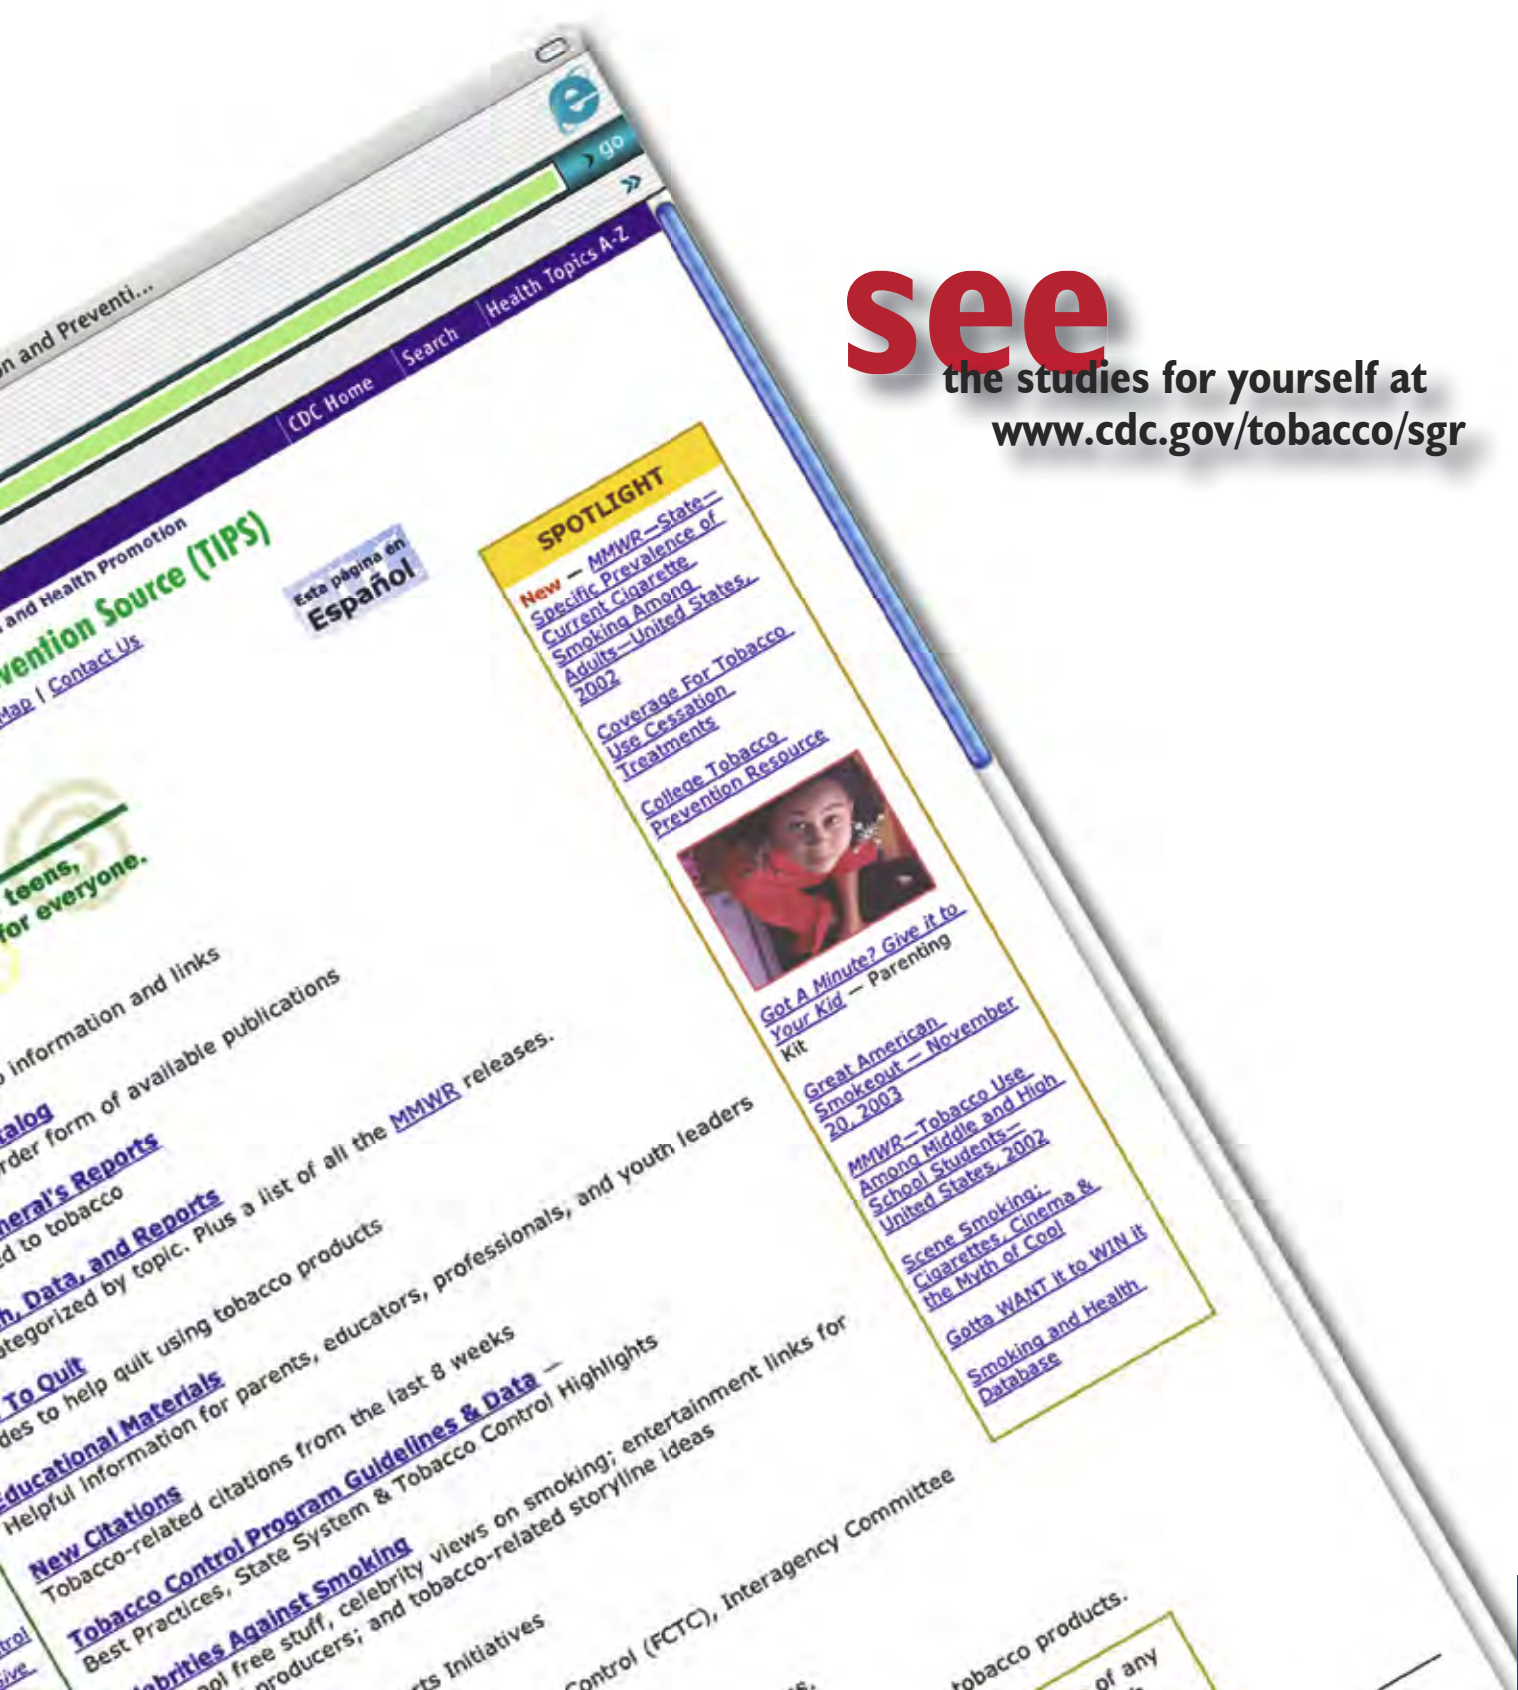 on and Preventi...
go
»
CDC Home
Search
Health Topics A-Z
and Health Promotion
vention Source (TIPS)
Map | Contact Us
Esta página en
Español
teens,
for everyone.
information and links
talog
rder form of available publications
neral's Reports
ed to tobacco
h, Data, and Reports
ategorized by topic. Plus a list of all the MMWR releases.
To Quit
des to help quit using tobacco products
Educational Materials
Helpful information for parents, educators, professionals, and youth leaders
New Citations
Tobacco-related citations from the last 8 weeks
Tobacco Control Program Guidelines & Data —
Best Practices, State System & Tobacco Control Highlights
lebrities Against Smoking
ool free stuff, celebrity views on smoking; entertainment links for
producers; and tobacco-related storyline ideas
rts Initiatives
Control (FCTC), Interagency Committee
tobacco products.
of any
trol
sive
SPOTLIGHT
New — MMWR—State-
Specific Prevalence of
Current Cigarette
Smoking Among
Adults—United States,
2002
Coverage For Tobacco
Use Cessation
Treatments
College Tobacco
Prevention Resource
Got A Minute? Give it to
Your Kid — Parenting
Kit
Great American
Smokeout — November
20, 2003
MMWR—Tobacco Use
Among Middle and High
School Students—
United States, 2002
Scene Smoking:
Cigarettes, Cinema &
the Myth of Cool
Gotta WANT it to WIN it
Smoking and Health
Database
see
the studies for yourself at
www.cdc.gov/tobacco/sgr